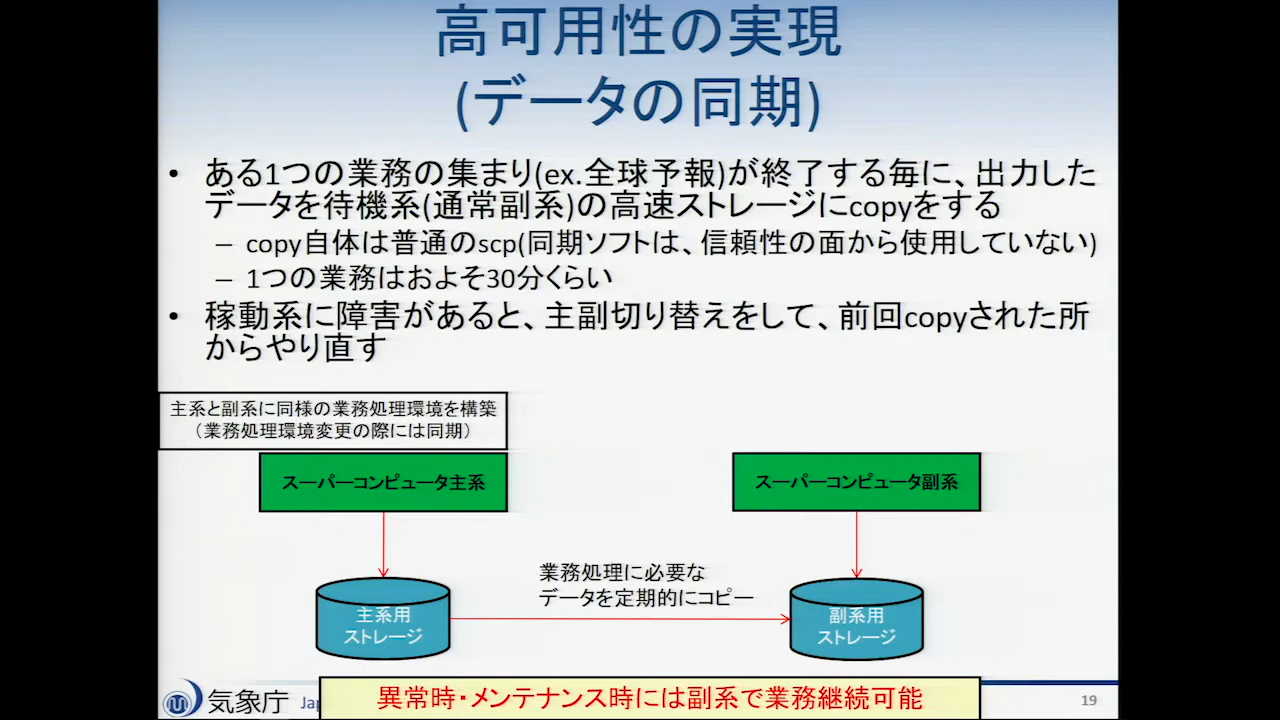 高可用性の実現
(データの同期)
• ある1つの業務の集まり(ex.全球予報)が終了する毎に、出力した
データを待機系(通常副系)の高速ストレージにcopyをする
– copy自体は普通のscp(同期ソフトは、信頼性の面から使用していない)
– 1つの業務はおよそ30分くらい
• 稼動系に障害があると、主副切り替えをして、前回copyされた所
からやり直す
主系と副系に同様の業務処理環境を構築
（業務処理環境変更の際には同期）
スーパーコンピュータ主系
スーパーコンピュータ副系
業務処理に必要な
データを定期的にコピー
主系用
ストレージ
副系用
ストレージ
気象庁
異常時・メンテナンス時には副系で業務継続可能
19